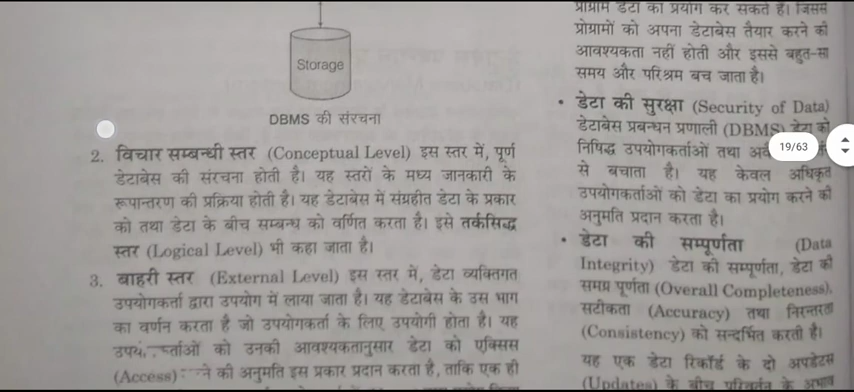 Storage
DBMS की संरचना
2. विचार सम्बन्धी स्तर (Conceptual Level) इस स्तर में, पूर्ण
डेटाबेस की संरचना होती है। यह स्तरों के मध्य जानकारी के
रूपान्तरण की प्रक्रिया होती है। यह डेटाबेस में संग्रहीत डेटा के प्रकार
को तथा डेटा के बीच सम्बन्ध को वर्णित करता है। इसे तर्कसिद्ध
स्तर (Logical Level) भी कहा जाता है।
3. बाहरी स्तर (External Level) इस स्तर में, डेटा व्यक्तिगत
उपयोगकर्ता द्वारा उपयोग में लाया जाता है। यह डेटाबेस के उस भाग
का वर्णन करता है जो उपयोगकर्ता के लिए उपयोगी होता है। यह
को उनकी आवश्यकतानुसार डेटा को एक्सिस
(Access) की अनुमति इस प्रकार प्रदान करता है, ताकि एक ही
प्रोग्राम डेटा का प्रयोग कर सकते हैं। जिससे
प्रोग्रामों को अपना डेटाबेस तैयार करने की
आवश्यकता नहीं होती और इससे बहुत-सा
समय और परिश्रम बच जाता है।
• डेटा की सुरक्षा (Security of Data)
डेटाबेस प्रबन्धन प्रणाली (DBMS) डेटा को
निषिद्ध उपयोगकर्ताओं तथा
19/63
से बचाता है। यह केवल अधिकृत
उपयोगकर्ताओं को डेटा का प्रयोग करने की
अनुमति प्रदान करता है।
• डेटा की सम्पूर्णता (Data
Integrity) डेटा की सम्पूर्णता, डेटा की
समग्र पूर्णता (Overall Completeness),
सटीकता (Accuracy) तथा निरन्तरता
(Consistency) को सन्दर्भित करती है।
यह एक डेटा रिकॉर्ड के दो अपडेटस
(Updates) के बीच परिवर्तन के अभाव